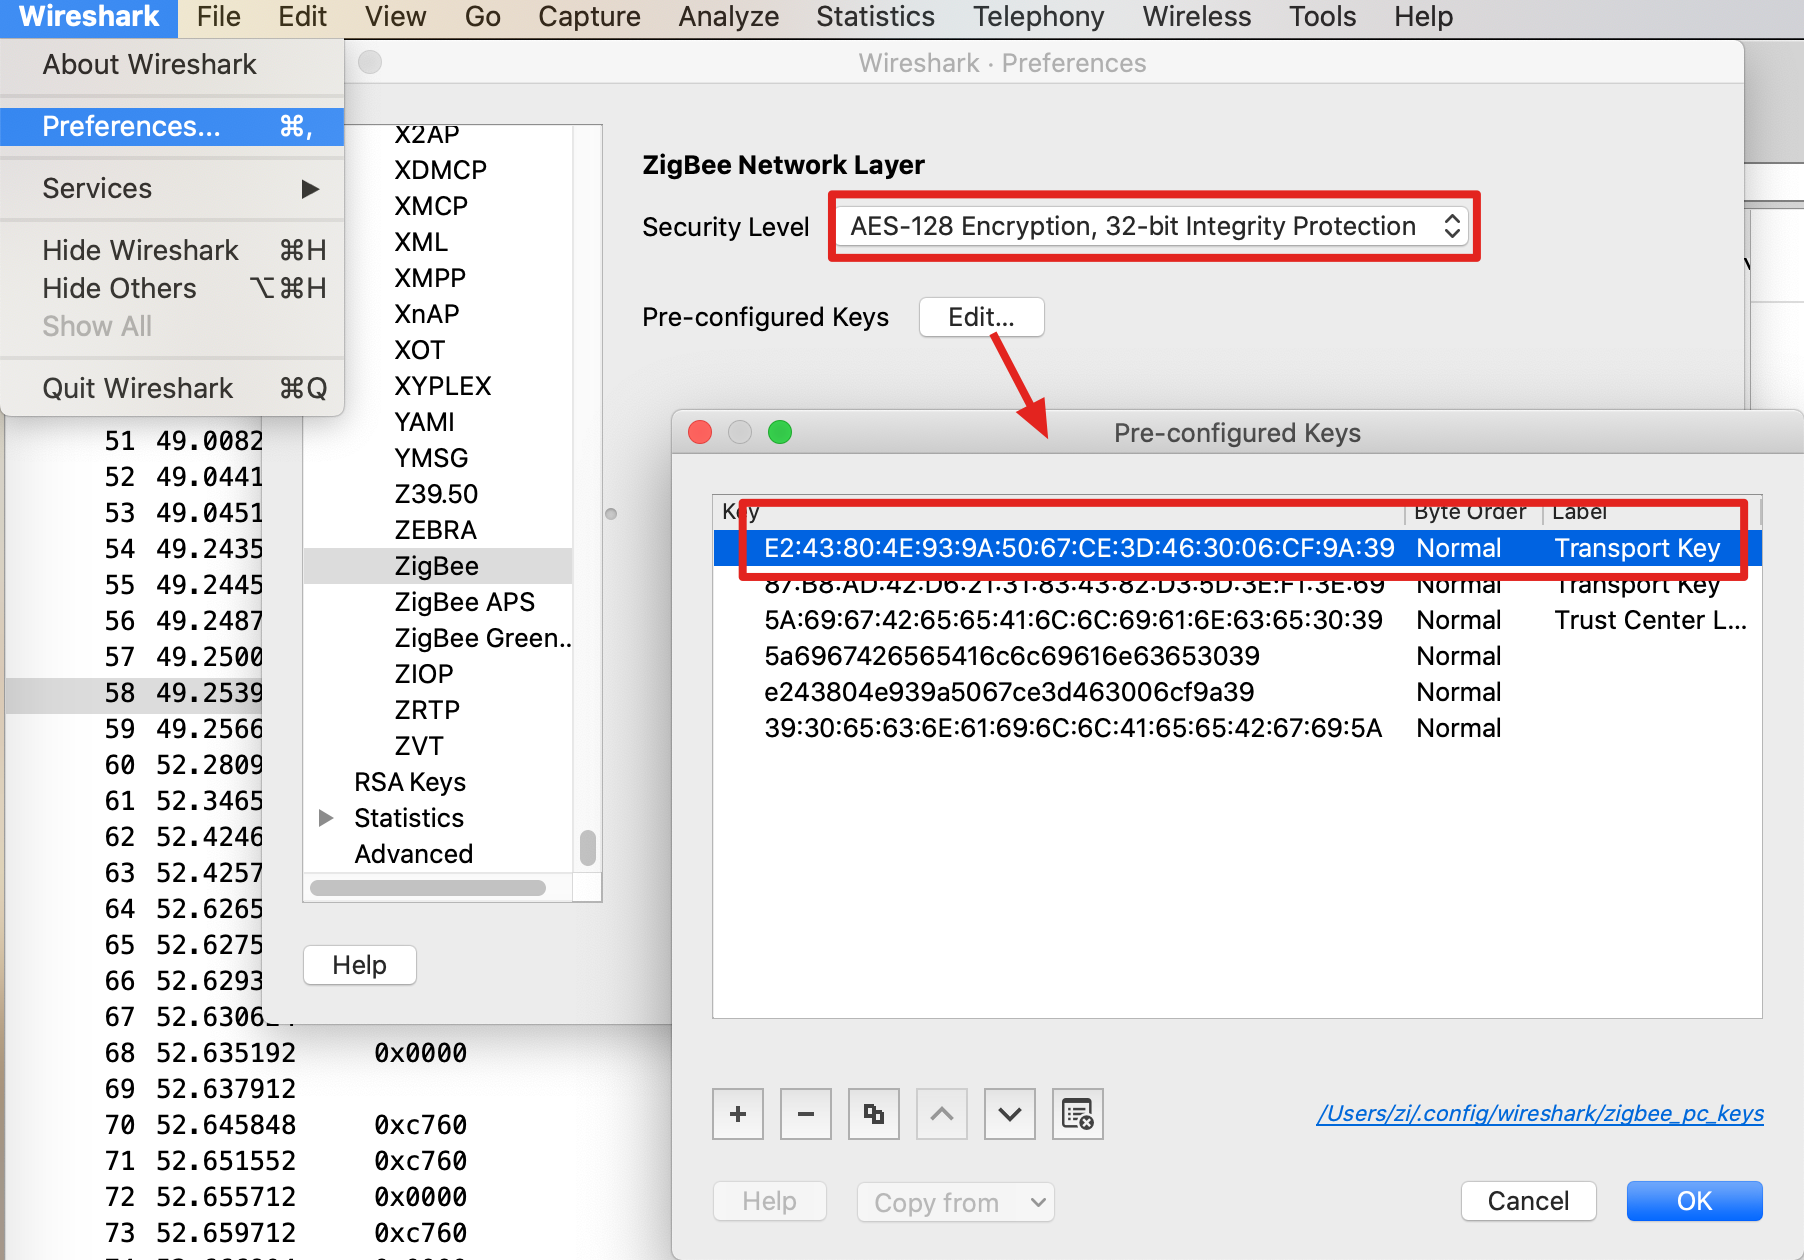 Wireshark File Edit View Go Capture Analyze Statistics Telephony Wireless Tools Help
About Wireshark
Preferences... ⌘,
Services ▶
Hide Wireshark ⌘H
Hide Others ⌥⌘H
Show All
Quit Wireshark ⌘Q
51 49.0082
52 49.0441
53 49.0451
54 49.2435
55 49.2445
56 49.2487
57 49.2500
58 49.2539
59 49.2566
60 52.2809
61 52.3465
62 52.4246
63 52.4257
64 52.6265
65 52.6275
66 52.6293
67 52.630624
68 52.635192 0x0000
69 52.637912
70 52.645848 0xc760
71 52.651552 0xc760
72 52.655712 0x0000
73 52.659712 0xc760
Wireshark · Preferences
X2AP
XDMCP
XMCP
XML
XMPP
XnAP
XOT
XYPLEX
YAMI
YMSG
Z39.50
ZEBRA
ZigBee
ZigBee APS
ZigBee Green..
ZIOP
ZRTP
ZVT
RSA Keys
Statistics
Advanced
Help
ZigBee Network Layer
Security Level AES-128 Encryption, 32-bit Integrity Protection
Pre-configured Keys Edit...
Pre-configured Keys
Key Byte Order Label
E2:43:80:4E:93:9A:50:67:CE:3D:46:30:06:CF:9A:39 Normal Transport Key
87:B8:AD:42:D6:21:31:83:43:82:D3:5D:3E:F1:3E:69 Normal Transport Key
5A:69:67:42:65:65:41:6C:6C:69:61:6E:63:65:30:39 Normal Trust Center L...
5a6967426565416c6c69616e63653039 Normal
e243804e939a5067ce3d463006cf9a39 Normal
39:30:65:63:6E:61:69:6C:6C:41:65:65:42:67:69:5A Normal
/Users/zi/.config/wireshark/zigbee_pc_keys
Help Copy from Cancel OK